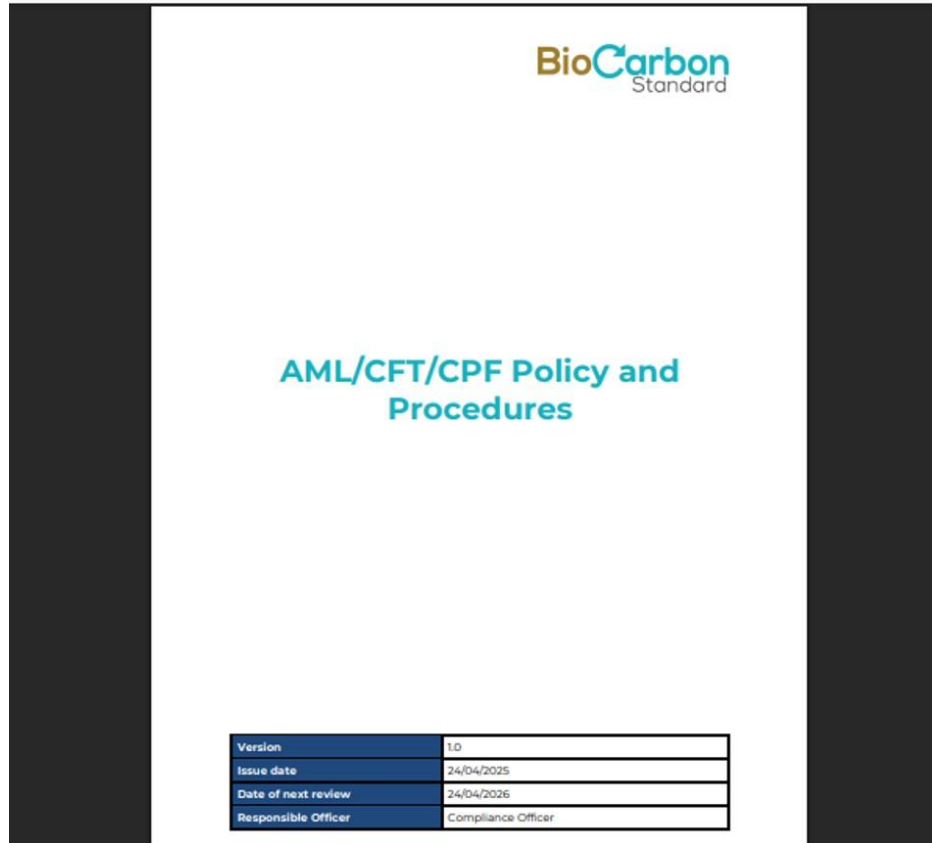 BioCarbon
Standard
AML/CFT/CPF Policy and
Procedures
Version 1.0
Issue date 24/04/2025
Date of next review 24/04/2026
Responsible Officer Compliance Officer